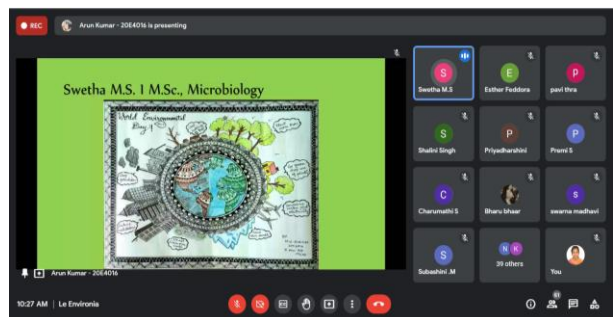 REC
Arun Kumar - 20E4016 is presenting
Swetha M.S. I M.Sc., Microbiology
World Environmental
Day !
Swetha M.S
Esther Feddora
pavi thra
Shalini Singh
Priyadharshini
Premi S
Charumathi S
Bharu bhaar
swarna madhavi
Subashini .M
39 others
You
S
E
P
S
P
P
C
S
S
N K
Arun Kumar - 20E4016
10:27 AM | Le Environia
51